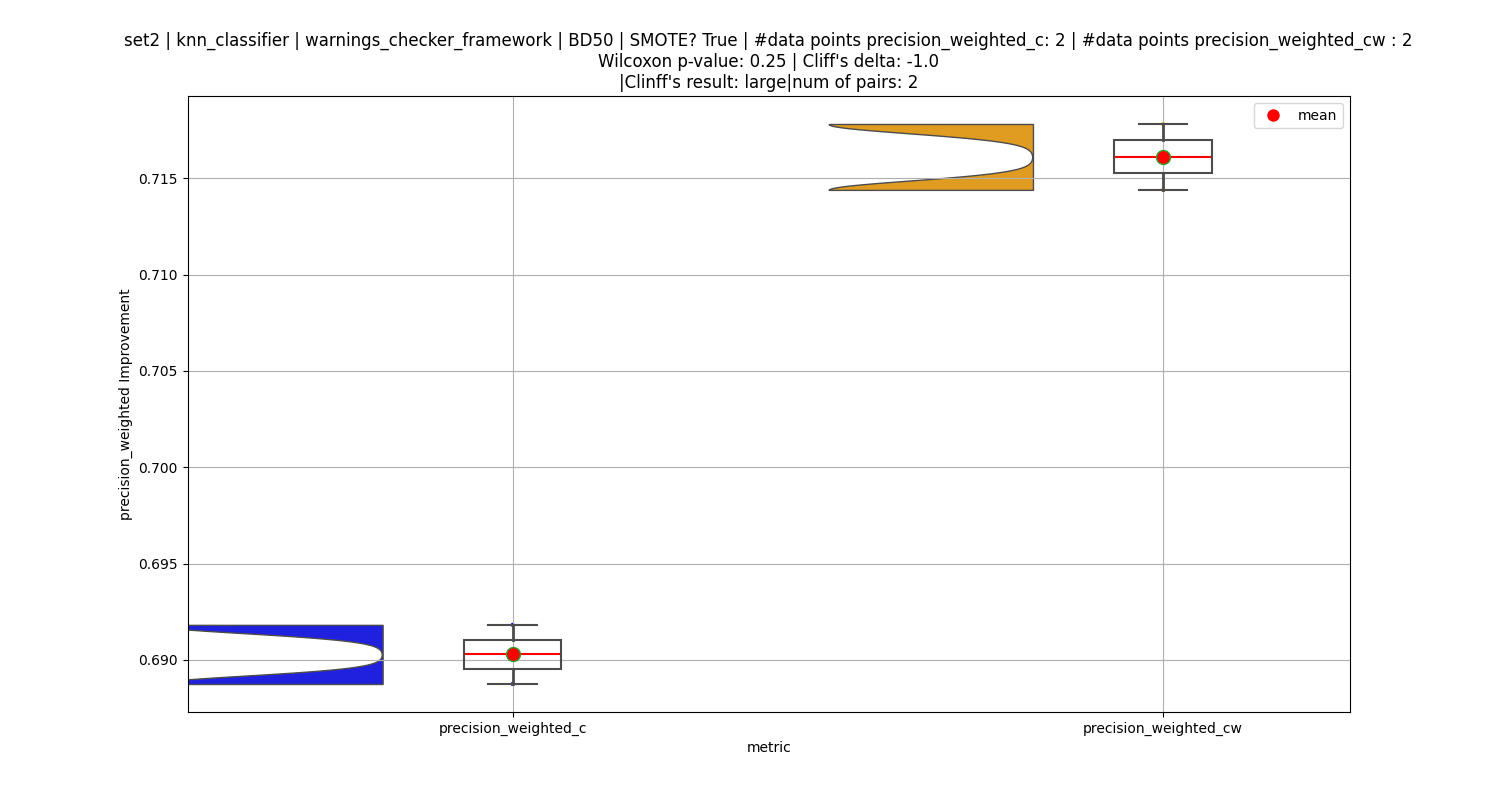 set2 | knn_classifier | warnings_checker_framework | BD50 | SMOTE? True | #data points precision_weighted_c: 2 | #data points precision_weighted_cw : 2
Wilcoxon p-value: 0.25 | Cliff's delta: -1.0
|Clinff's result: large|num of pairs: 2
mean
0.715
0.710
0.705
0.700
0.695
0.690
precision_weighted Improvement
precision_weighted_c
precision_weighted_cw
metric